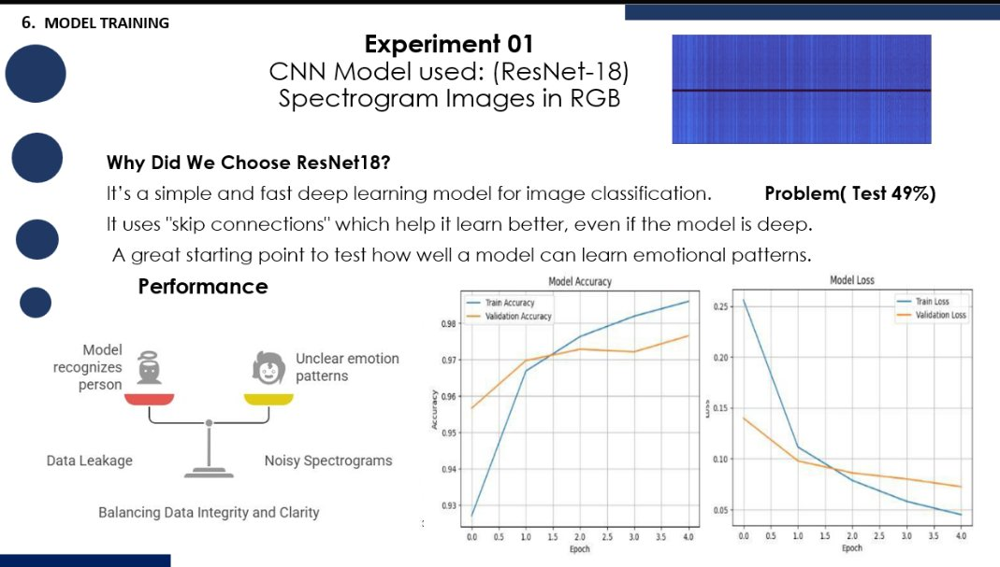 6. MODEL TRAINING
Experiment 01
CNN Model used: (ResNet-18)
Spectrogram Images in RGB
Why Did We Choose ResNet18?
It's a simple and fast deep learning model for image classification.
Problem( Test 49%)
It uses "skip connections" which help it learn better, even if the model is deep.
A great starting point to test how well a model can learn emotional patterns.
Performance
Model
recognizes
person
Unclear emotion
patterns
Data Leakage
Noisy Spectrograms
Balancing Data Integrity and Clarity
Model Accuracy
Train Accuracy
Validation Accuracy
Accuracy
0.98
0.97
0.96
0.95
0.94
0.93
0.0 0.5 1.0 1.5 2.0 2.5 3.0 3.5 4.0
Epoch
Model Loss
Train Loss
Validation Loss
Loss
0.25
0.20
0.15
0.10
0.05
0.0 0.5 1.0 1.5 2.0 2.5 3.0 3.5 4.0
Epoch